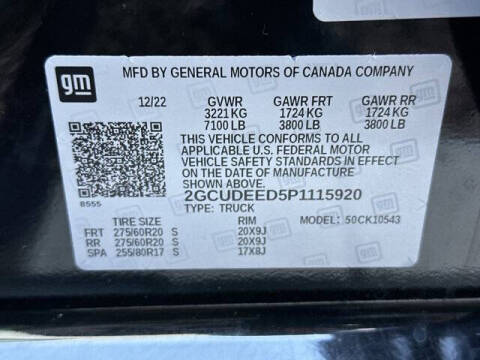 gm
MFD BY GENERAL MOTORS OF CANADA COMPANY
12/22 GVWR GAWR FRT GAWR RR
3221 KG 1724 KG 1724 KG
7100 LB 3800 LB 3800 LB
THIS VEHICLE CONFORMS TO ALL
APPLICABLE U.S. FEDERAL MOTOR
VEHICLE SAFETY STANDARDS IN EFFECT
ON THE DATE OF MANUFACTURE
SHOWN ABOVE.
2GCUDEED5P1115920
8555
TYPE: TRUCK MODEL: 50CK10543
TIRE SIZE RIM
FRT 275/60R20 S 20X9J
RR 275/60R20 S 20X9J
SPA 255/80R17 S 17X8J